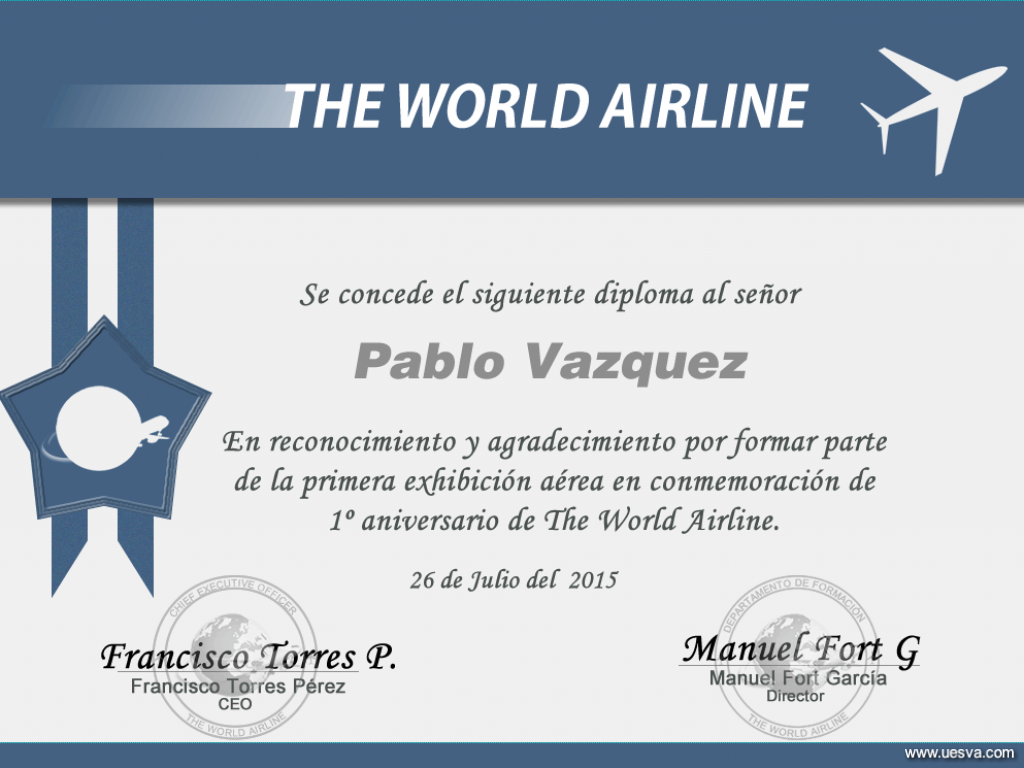 THE WORLD AIRLINE
Se concede el siguiente diploma al señor
Pablo Vazquez
En reconocimiento y agradecimiento por formar parte
de la primera exhibición aérea en conmemoración de
1º aniversario de The World Airline.
26 de Julio del 2015
CHIEF EXECUTIVE OFFICER
Francisco Torres P.
Francisco Torres Pérez
CEO
THE WORLD AIRLINE
DEPARTAMENTO DE FORMACIÓN
Manuel Fort G
Manuel Fort García
Director
THE WORLD AIRLINE
www.uesva.com